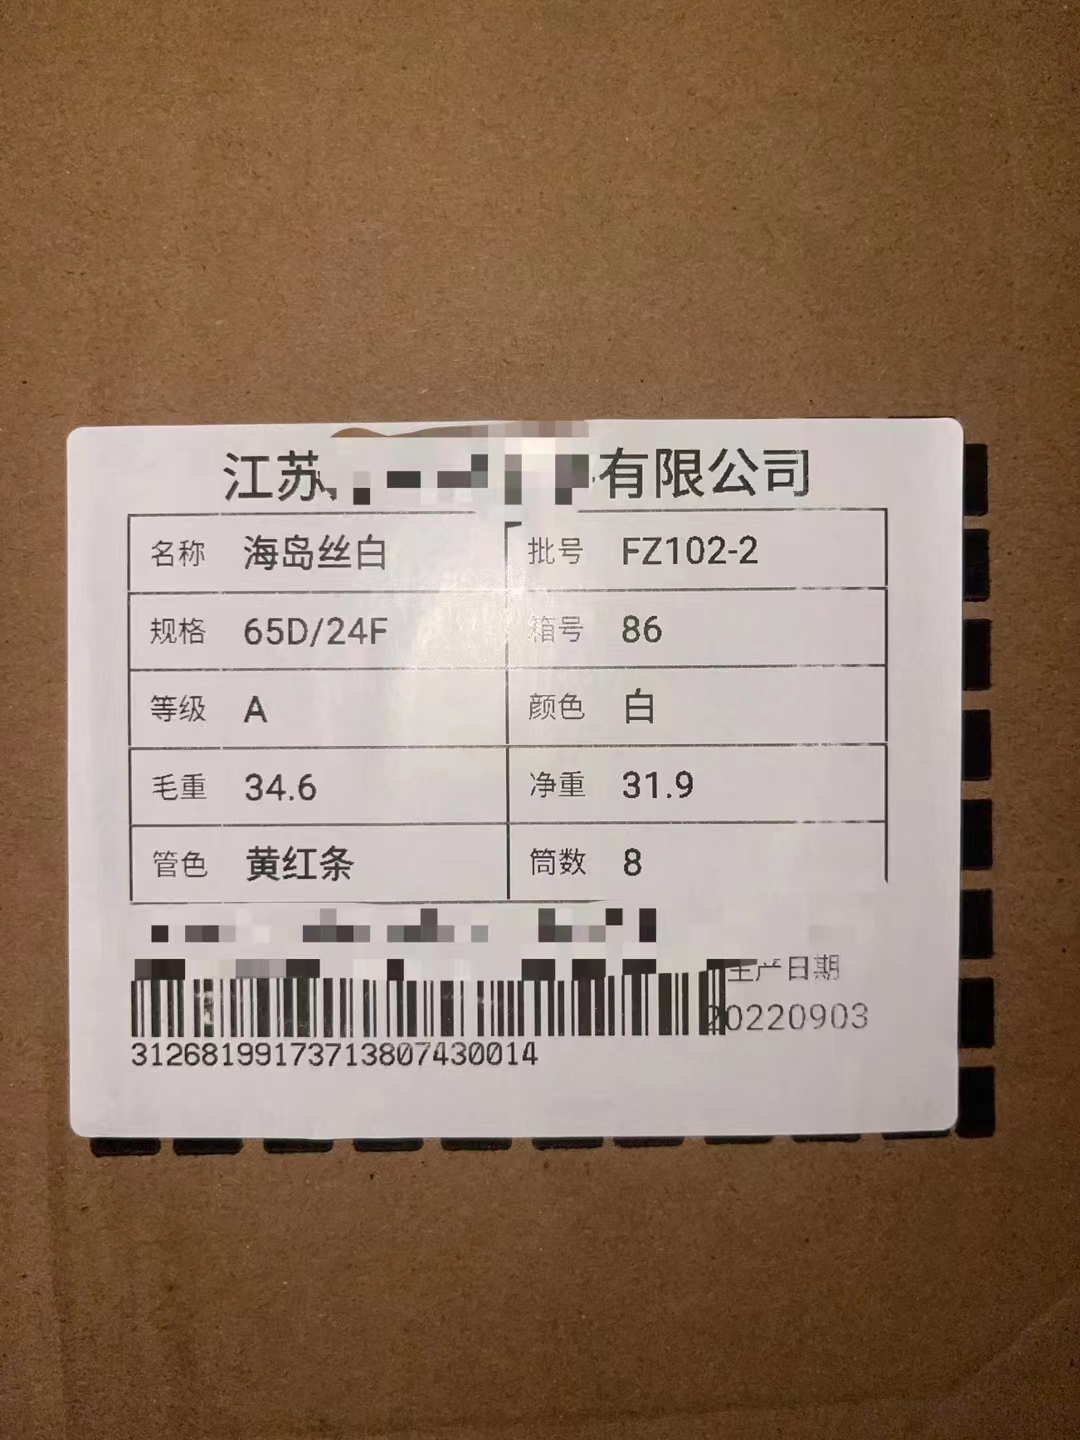 江苏 有限公司
名称 海岛丝白 批号 FZ102-2
规格 65D/24F 箱号 86
等级 A 颜色 白
毛重 34.6 净重 31.9
管色 黄红条 筒数 8
生产日期
20220903
31268199173713807430014